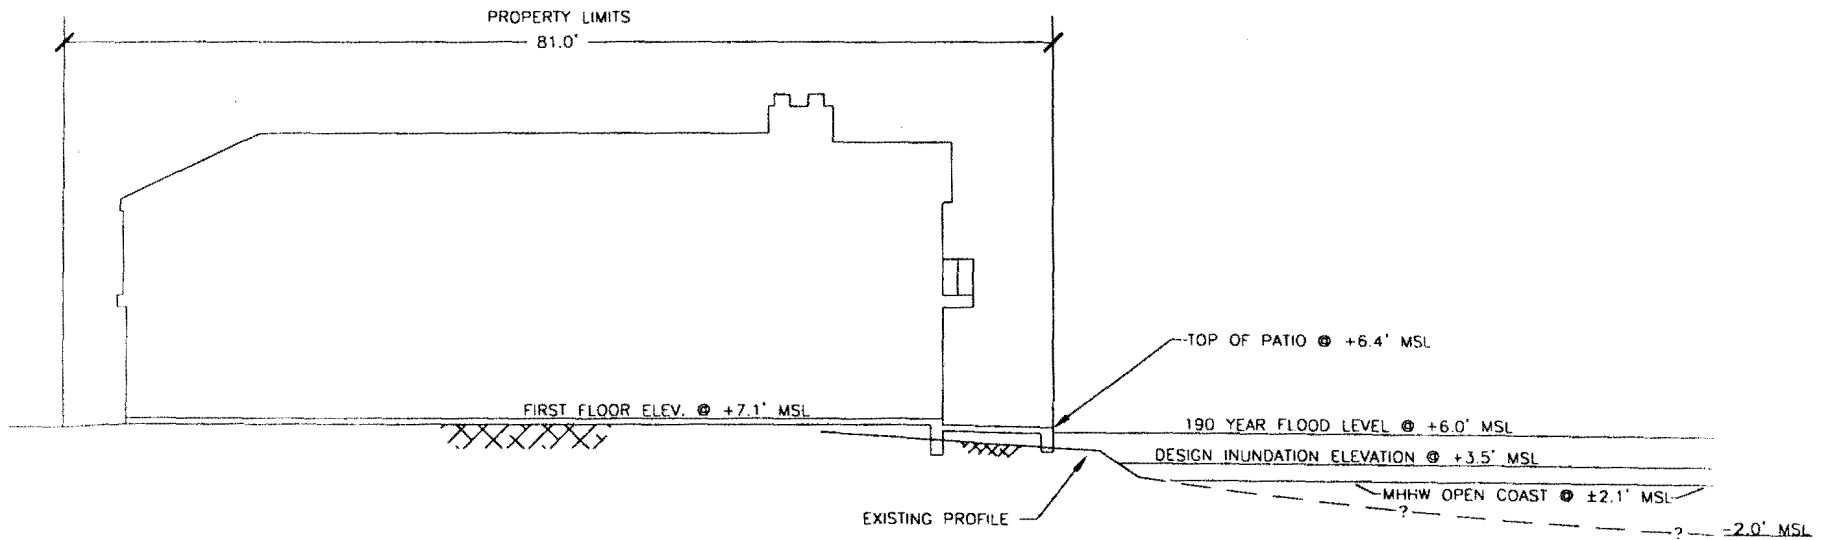 PROPERTY LIMITS
81.0'
TOP OF PATIO @ +6.4' MSL
FIRST FLOOR ELEV. @ +7.1' MSL
190 YEAR FLOOD LEVEL @ +6.0' MSL
DESIGN INUNDATION ELEVATION @ +3.5' MSL
MHHW OPEN COAST @ ±2.1' MSL
EXISTING PROFILE
?
?
-2.0' MSL